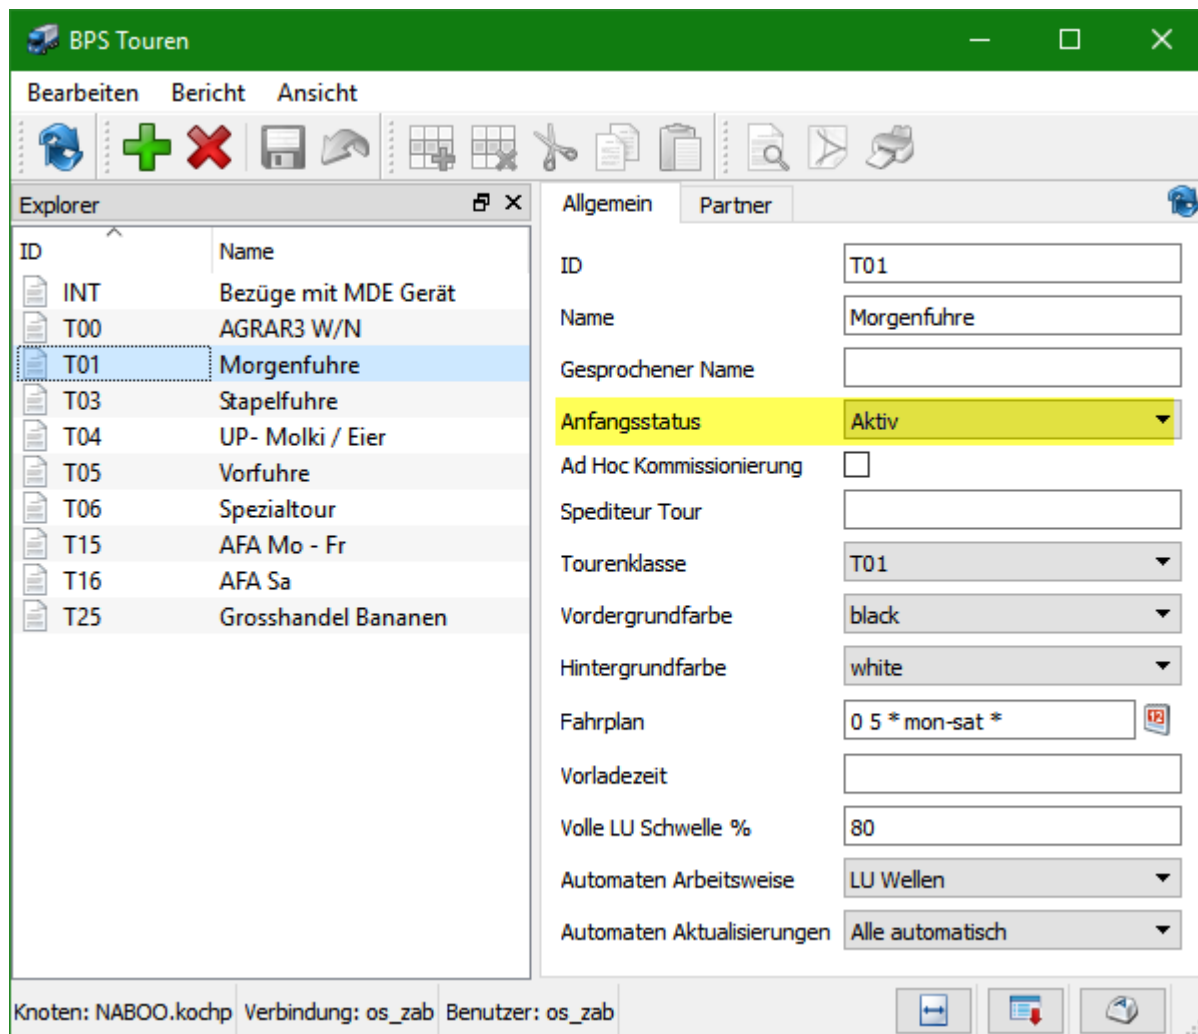 BPS Touren
Bearbeiten Bericht Ansicht
Explorer
ID Name
INT Bezüge mit MDE Gerät
T00 AGRAR3 W/N
T01 Morgenfuhre
T03 Stapelfuhre
T04 UP- Molki / Eier
T05 Vorfuhre
T06 Spezialtour
T15 AFA Mo - Fr
T16 AFA Sa
T25 Grosshandel Bananen
Allgemein Partner
ID T01
Name Morgenfuhre
Gesprochener Name
Anfangsstatus Aktiv
Ad Hoc Kommissionierung
Spediteur Tour
Tourenklasse T01
Vordergrundfarbe black
Hintergrundfarbe white
Fahrplan 0 5 * mon-sat * 12
Vorladezeit
Volle LU Schwelle % 80
Automaten Arbeitsweise LU Wellen
Automaten Aktualisierungen Alle automatisch
Knoten: NABOO.kochp Verbindung: os_zab Benutzer: os_zab